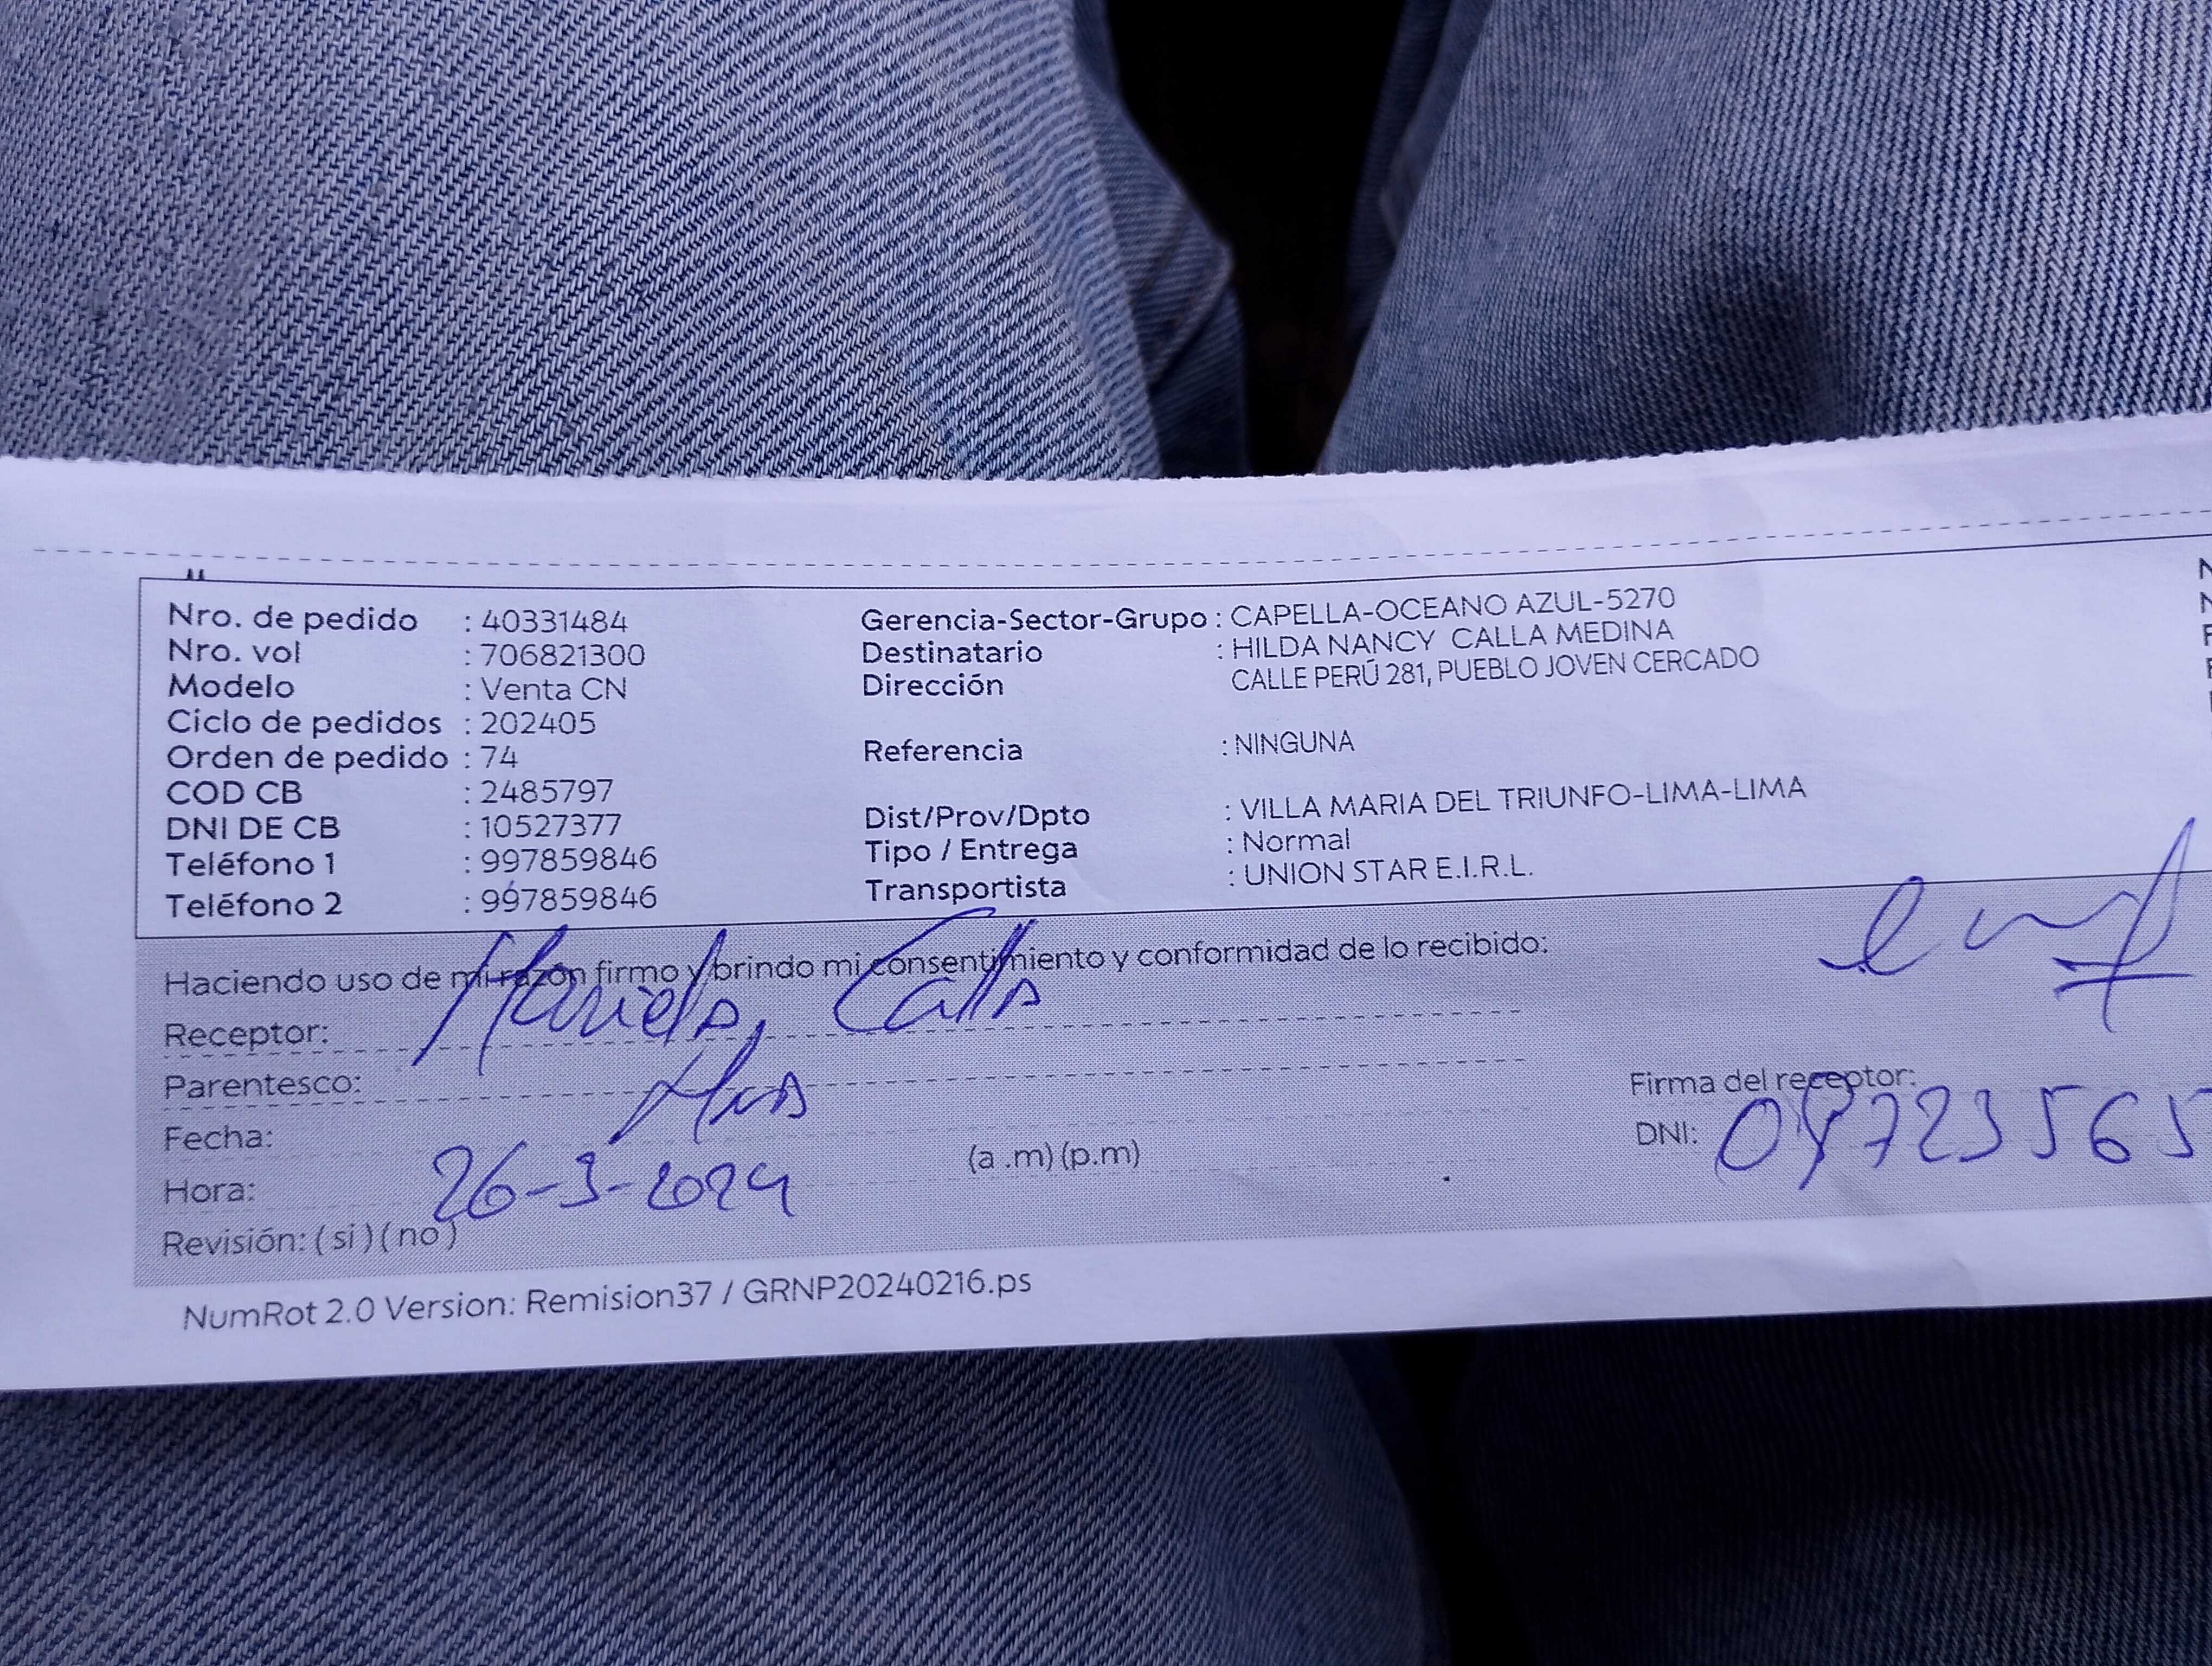 Nro. de pedido : 40331484
Nro. vol : 706821300
Modelo : Venta CN
Ciclo de pedidos : 202405
Orden de pedido : 74
COD CB : 2485797
DNI DE CB : 10527377
Teléfono 1 : 997859846
Teléfono 2 : 997859846
Gerencia-Sector-Grupo : CAPELLA-OCEANO AZUL-5270
Destinatario : HILDA NANCY CALLA MEDINA
Dirección CALLE PERÚ 281, PUEBLO JOVEN CERCADO
Referencia : NINGUNA
Dist/Prov/Dpto : VILLA MARIA DEL TRIUNFO-LIMA-LIMA
Tipo / Entrega : Normal
Transportista : UNION STAR E.I.R.L.
Haciendo uso de mi razón firmo y brindo mi consentimiento y conformidad de lo recibido:
Receptor: Mariela Calla
Parentesco:
Fecha:
Hora: 26-3-2024 (a .m) (p.m)
Revisión: ( si ) ( no )
Firma del receptor:
DNI:
NumRot 2.0 Version: Remision37 / GRNP20240216.ps